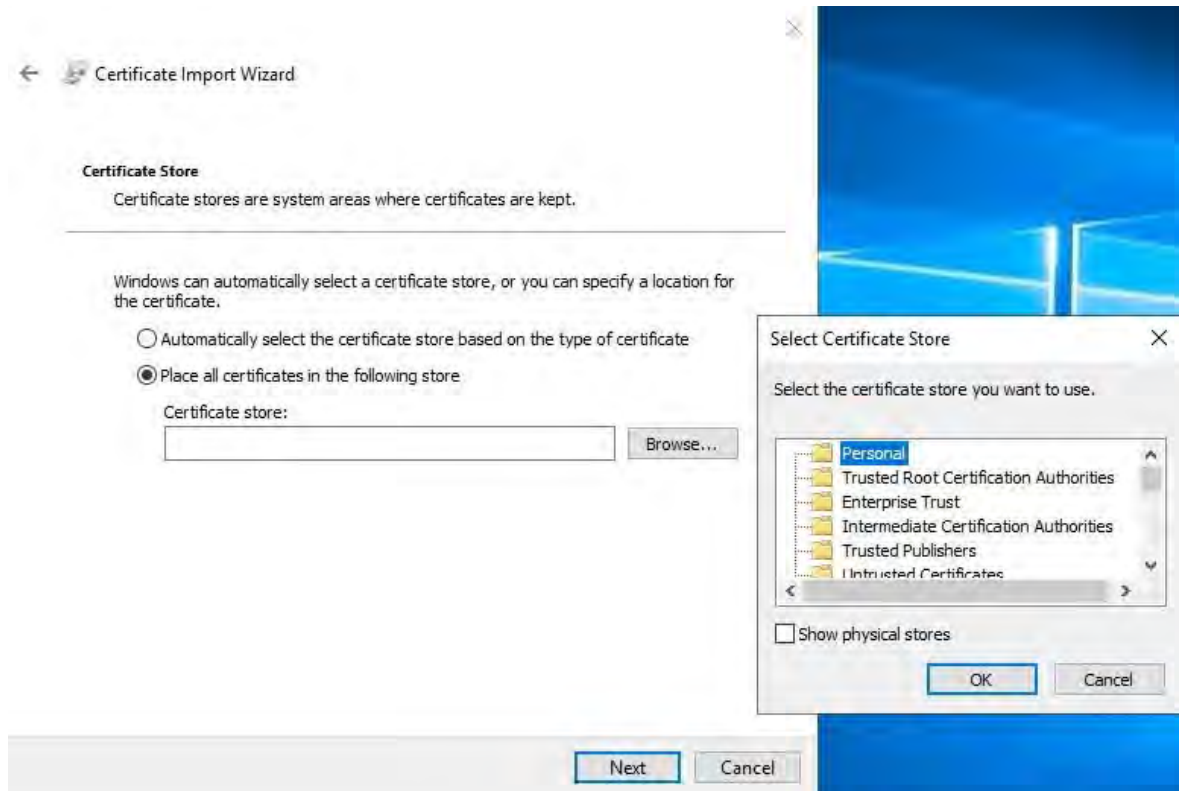 Certificate Import Wizard
Certificate Store
Certificate stores are system areas where certificates are kept.
Windows can automatically select a certificate store, or you can specify a location for
the certificate.
Automatically select the certificate store based on the type of certificate
Place all certificates in the following store
Certificate store:
Browse...
Next
Cancel
Select Certificate Store
Select the certificate store you want to use.
Personal
Trusted Root Certification Authorities
Enterprise Trust
Intermediate Certification Authorities
Trusted Publishers
Untrusted Certificates
Show physical stores
OK
Cancel